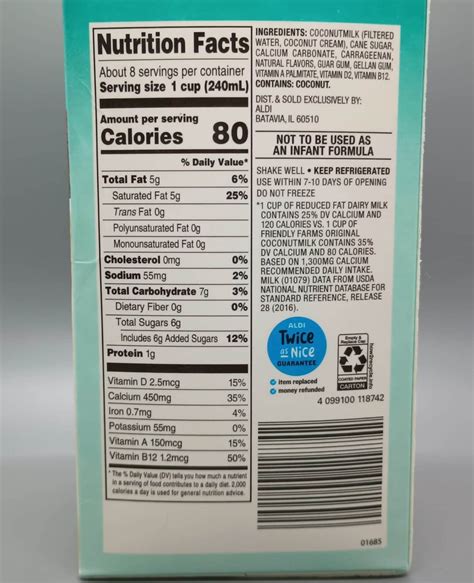 Nutrition Facts
About 8 servings per container
Serving size 1 cup (240mL)
Amount per serving
Calories 80
% Daily Value*
Total Fat 5g 6%
Saturated Fat 5g 25%
Trans Fat 0g
Polyunsaturated Fat 0g
Monounsaturated Fat 0g
Cholesterol 0mg 0%
Sodium 55mg 2%
Total Carbohydrate 7g 3%
Dietary Fiber 0g 0%
Total Sugars 6g
Includes 6g Added Sugars 12%
Protein 1g
Vitamin D 2.5mcg 15%
Calcium 450mg 35%
Iron 0.7mg 4%
Potassium 55mg 0%
Vitamin A 150mcg 15%
Vitamin B12 1.2mcg 50%
* The % Daily Value (DV) tells you how much a nutrient
in a serving of food contributes to a daily diet. 2,000
calories a day is used for general nutrition advice.
INGREDIENTS: COCONUTMILK (FILTERED
WATER, COCONUT CREAM), CANE SUGAR,
CALCIUM CARBONATE, CARRAGEENAN,
NATURAL FLAVORS, GUAR GUM, GELLAN GUM,
VITAMIN A PALMITATE, VITAMIN D2, VITAMIN B12.
CONTAINS: COCONUT.
DIST. & SOLD EXCLUSIVELY BY:
ALDI
BATAVIA, IL 60510
NOT TO BE USED AS
AN INFANT FORMULA
SHAKE WELL • KEEP REFRIGERATED
USE WITHIN 7-10 DAYS OF OPENING
DO NOT FREEZE
*1 CUP OF REDUCED FAT DAIRY MILK
CONTAINS 25% DV CALCIUM AND
120 CALORIES VS. 1 CUP OF
FRIENDLY FARMS ORIGINAL
COCONUTMILK CONTAINS 35%
DV CALCIUM AND 80 CALORIES.
BASED ON 1,300MG CALCIUM
RECOMMENDED DAILY INTAKE.
MILK (01079) DATA FROM USDA
NATIONAL NUTRIENT DATABASE FOR
STANDARD REFERENCE, RELEASE
28 (2016).
ALDI
Twice
as Nice
GUARANTEE
item replaced
money refunded
Empty &
Replace Cap
COATED PAPER
CARTON
how2recycle.info
4 099100 118742
01685